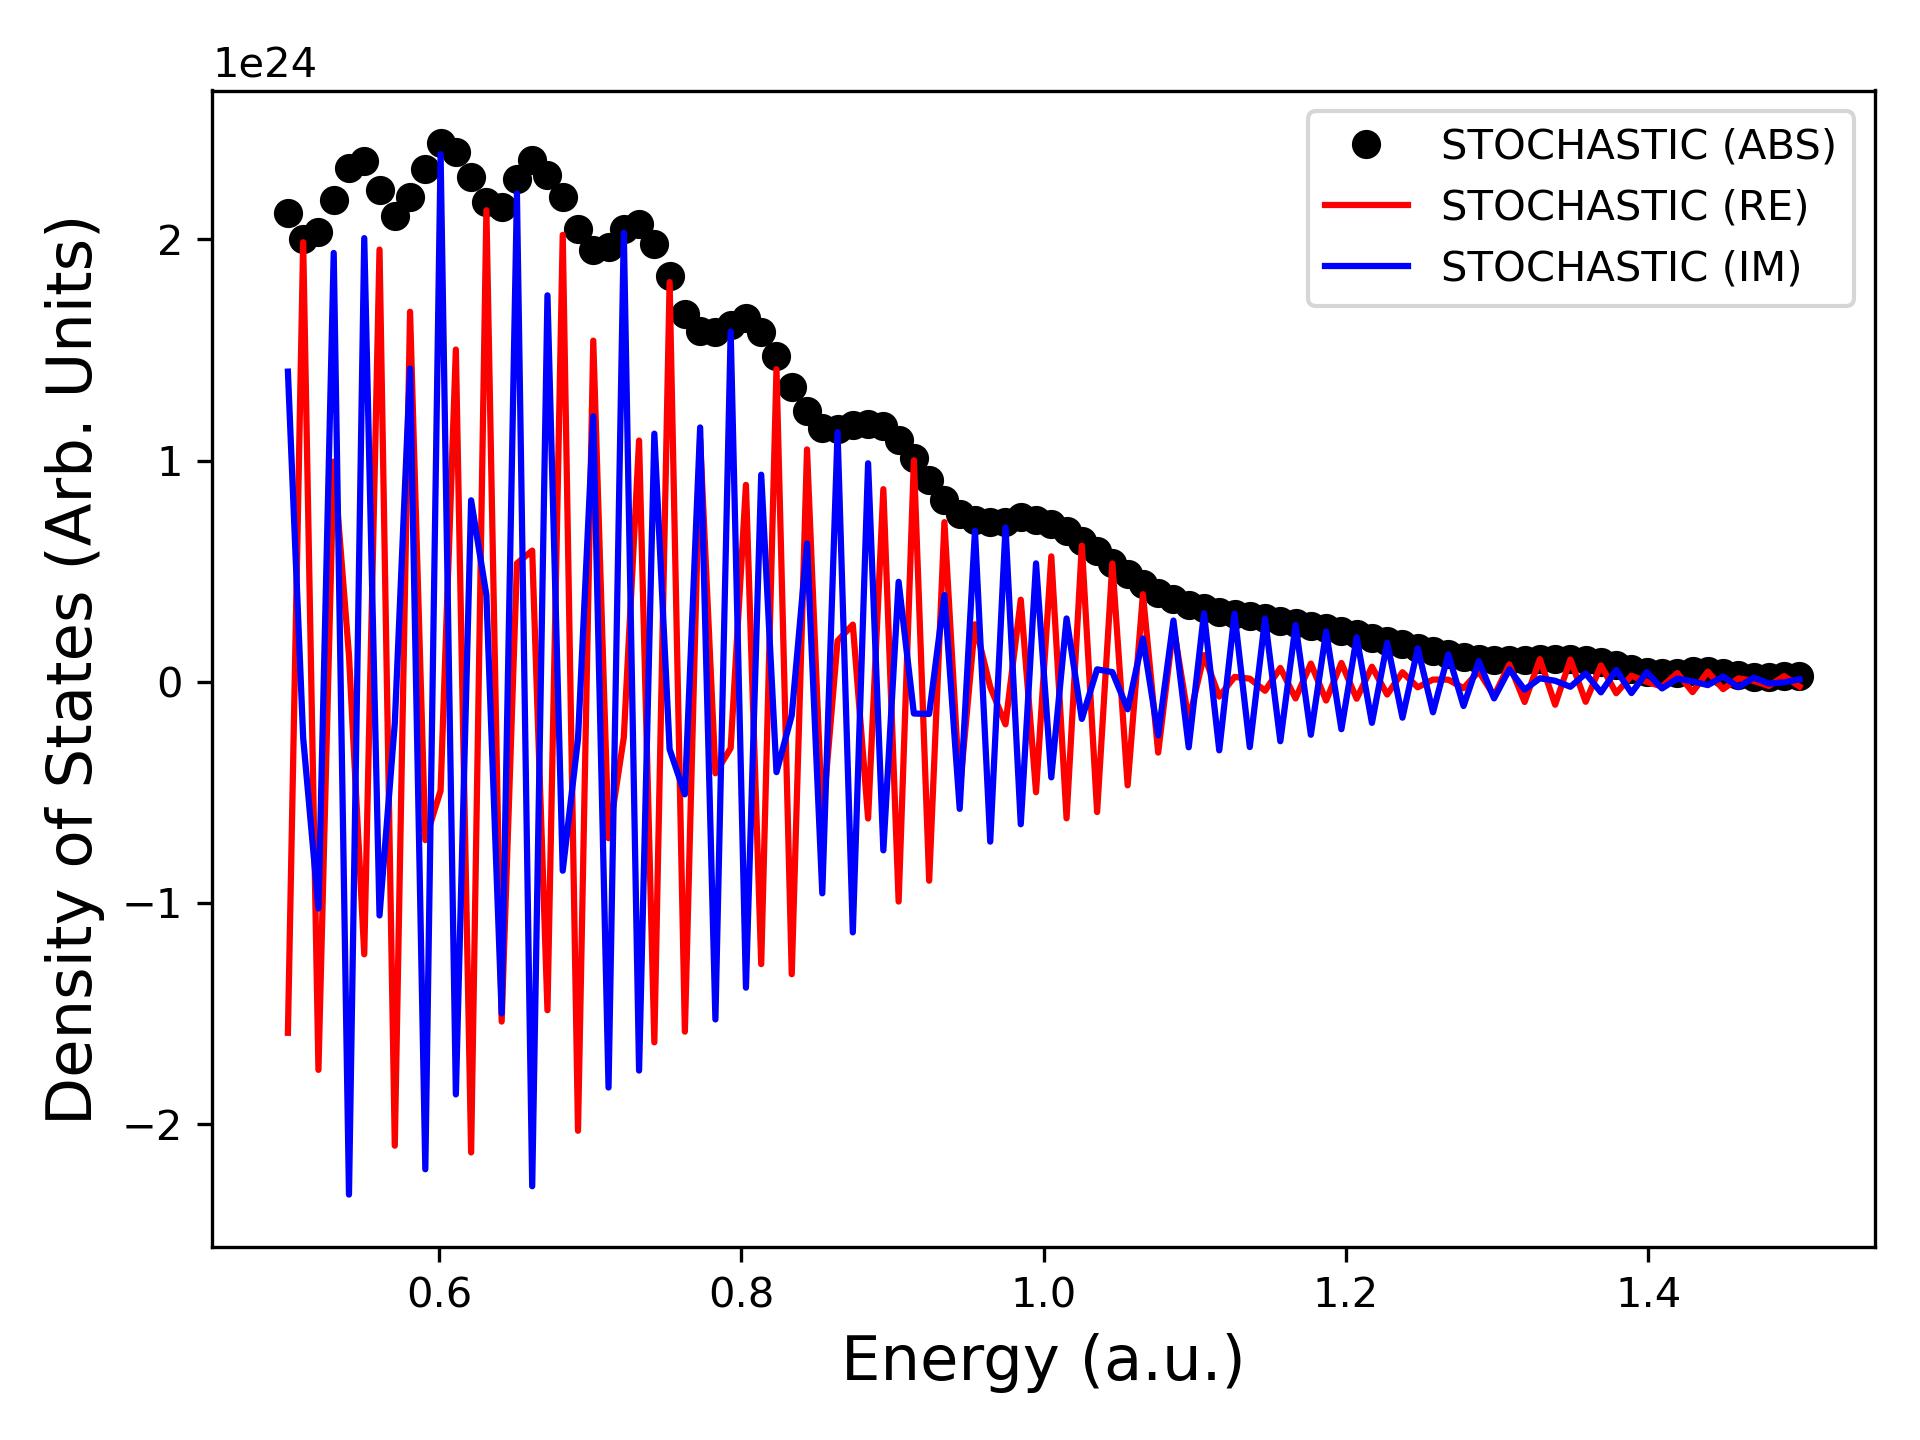 1e24
STOCHASTIC (ABS)
STOCHASTIC (RE)
STOCHASTIC (IM)
Density of States (Arb. Units)
2
1
0
−1
−2
0.6 0.8 1.0 1.2 1.4
Energy (a.u.)